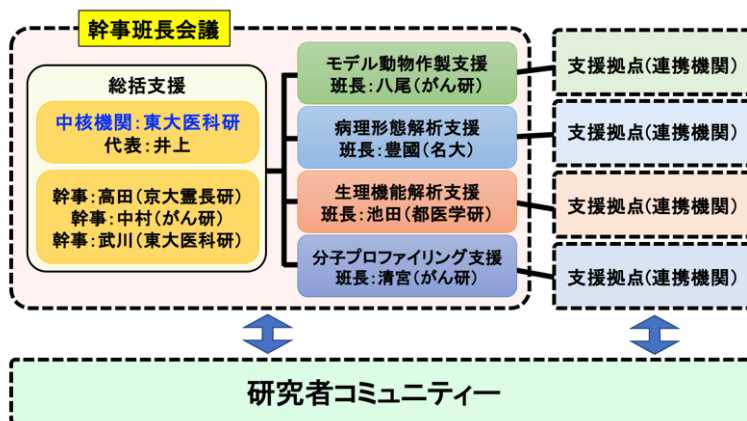 幹事班長会議
総括支援
中核機関:東大医科研
代表:井上
幹事:高田(京大霊長研)
幹事:中村(がん研)
幹事:武川(東大医科研)
モデル動物作製支援
班長:八尾(がん研)
病理形態解析支援
班長:豊國(名大)
生理機能解析支援
班長:池田(都医学研)
分子プロファイリング支援
班長:清宮(がん研)
支援拠点(連携機関)
支援拠点(連携機関)
支援拠点(連携機関)
支援拠点(連携機関)
研究者コミュニティー